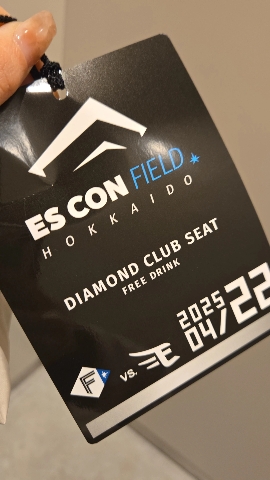 ES CON FIELD
HOKKAIDO
DIAMOND CLUB SEAT
FREE DRINK
2025
04/22
F VS. E